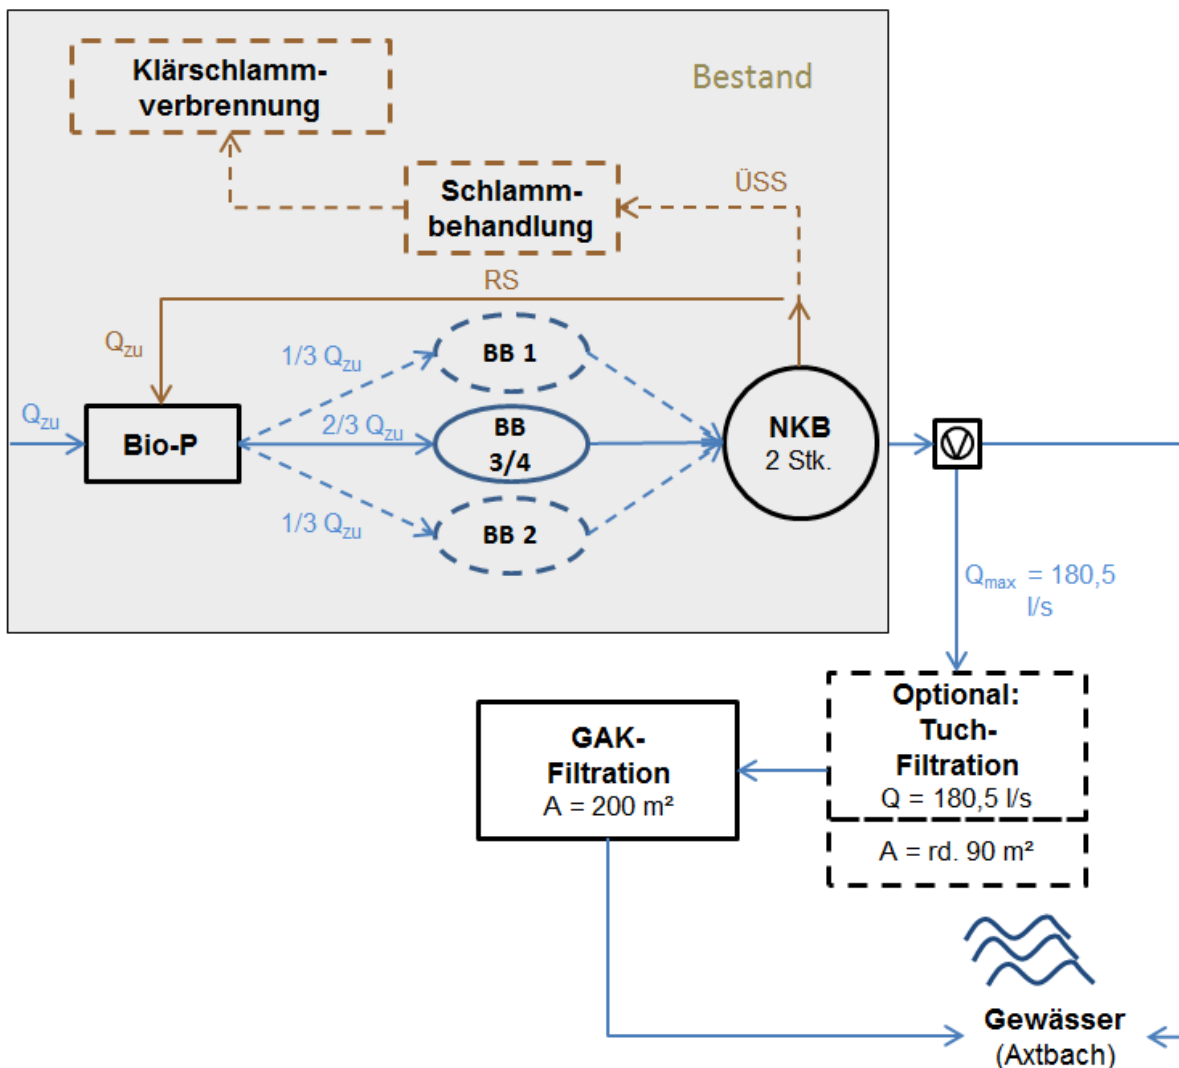 Bestand
Klärschlamm-
verbrennung
Schlamm-
behandlung
ÜSS
RS
Qzu
Qzu
Bio-P
1/3 Qzu
2/3 Qzu
1/3 Qzu
BB 1
BB
3/4
BB 2
NKB
2 Stk.
V
Qmax = 180,5
l/s
Optional:
Tuch-
Filtration
Q = 180,5 l/s
A = rd. 90 m²
GAK-
Filtration
A = 200 m²
Gewässer
(Axtbach)